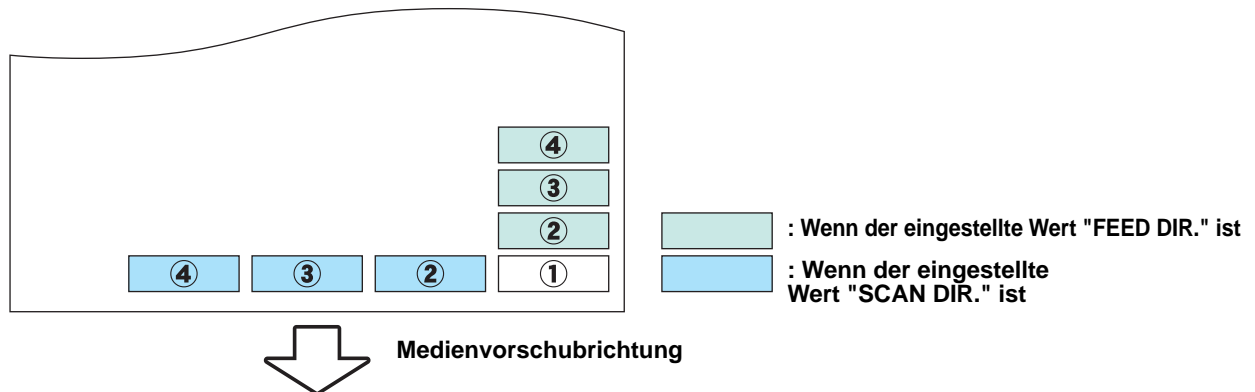 ④
③
②
④ ③ ② ①
: Wenn der eingestellte Wert "FEED DIR." ist
: Wenn der eingestellte
Wert "SCAN DIR." ist
Medienvorschubrichtung